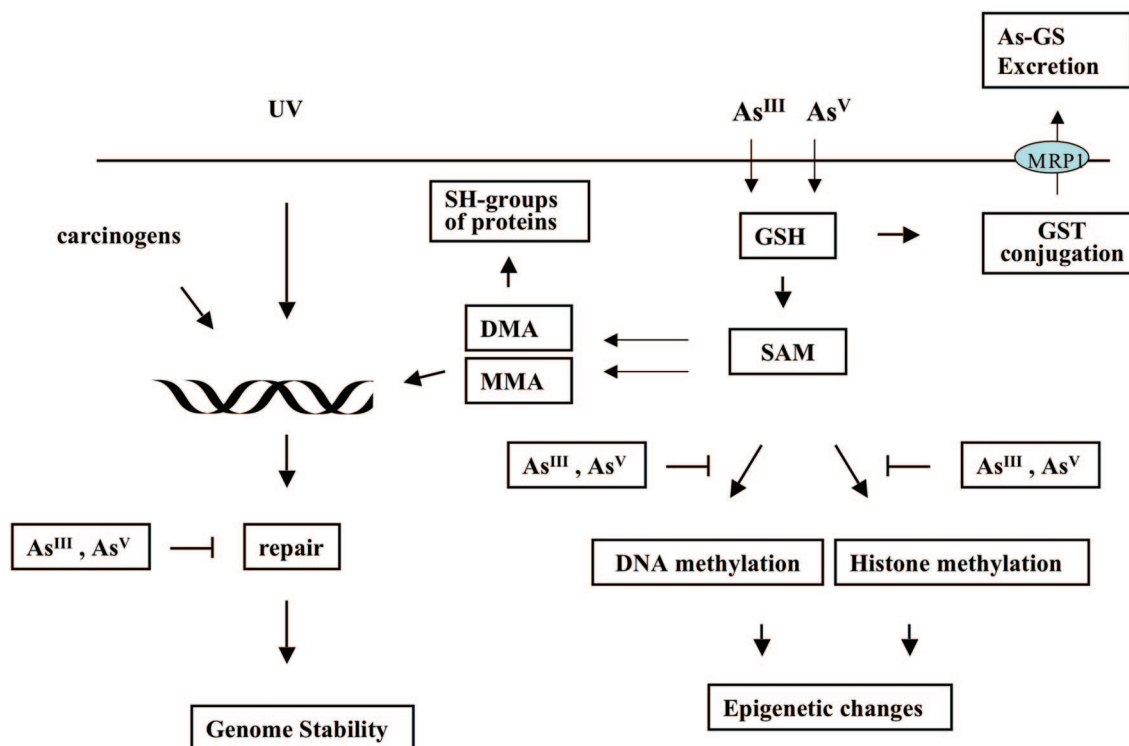 As-GS
Excretion
UV
As^III
As^V
MRP1
SH-groups
of proteins
carcinogens
GSH
GST
conjugation
DMA
SAM
MMA
As^III , As^V
As^III , As^V
As^III , As^V
repair
DNA methylation
Histone methylation
Epigenetic changes
Genome Stability